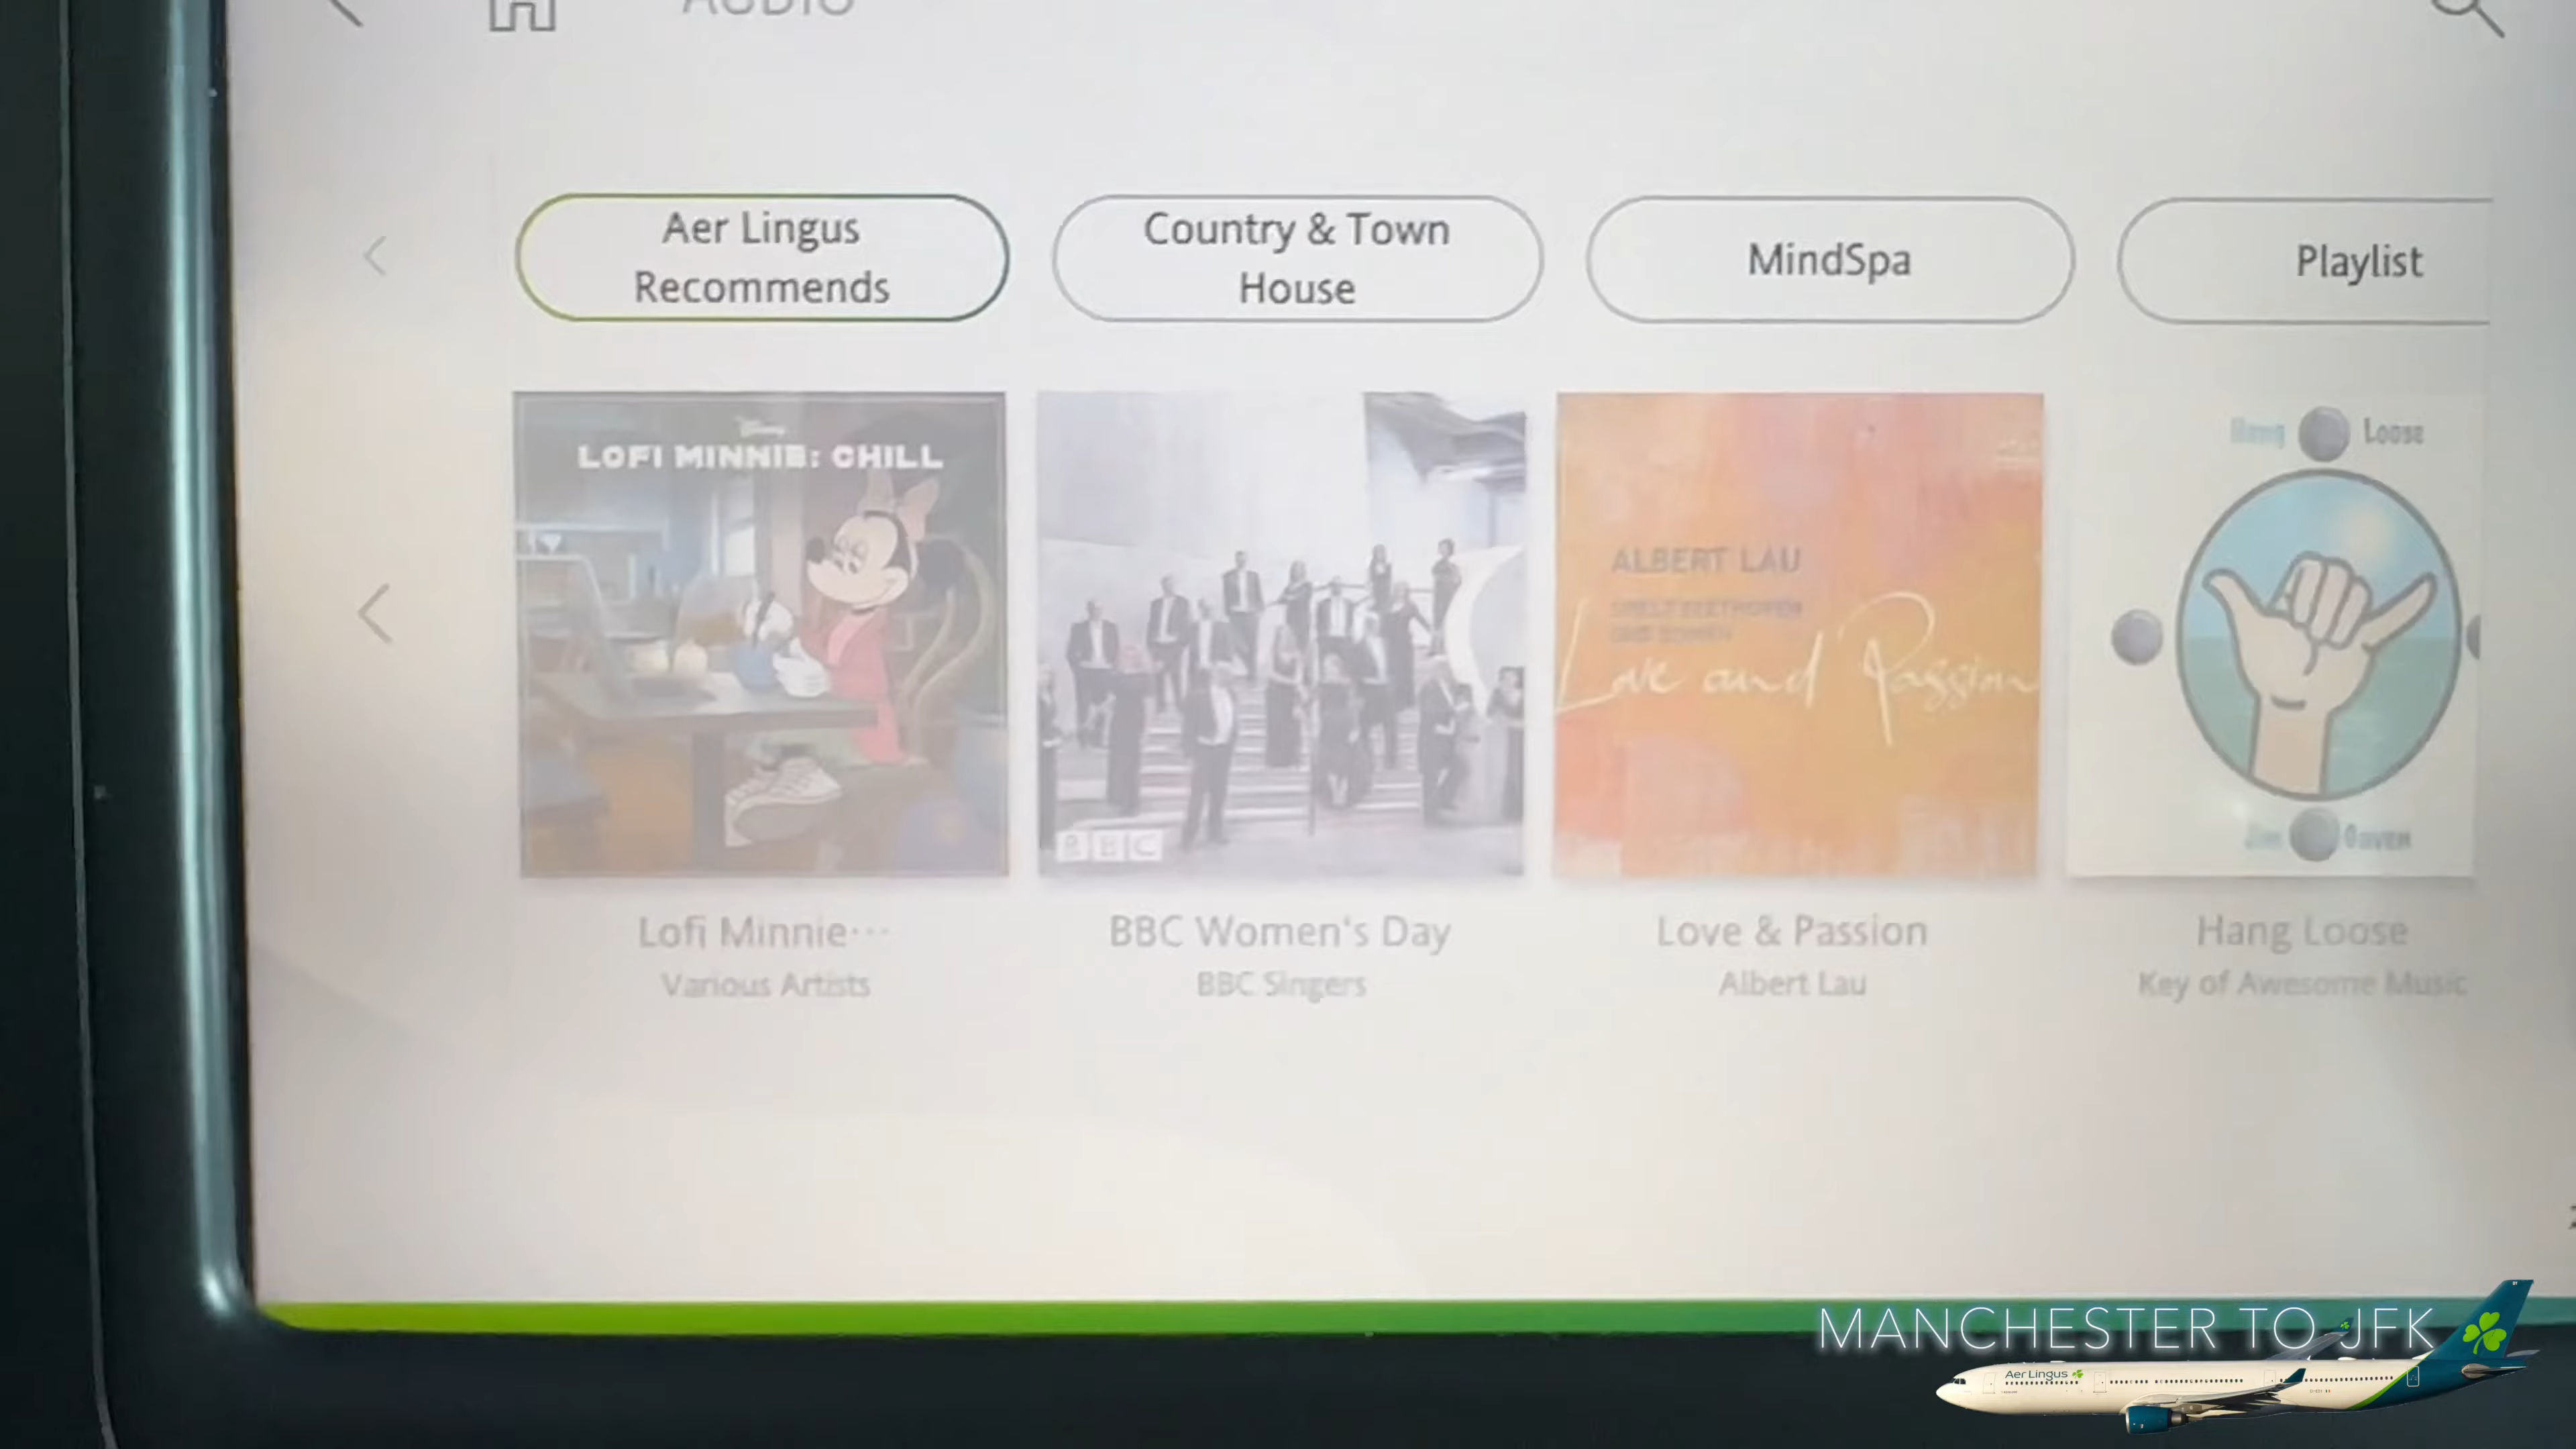 AUDIO
Aer Lingus
Recommends
Country & Town
House
MindSpa
Playlist
Disney
LOFI MINNIE: CHILL
BBC
ALBERT LAU
Love and Passion
Hang Loose
Lofi Minnie...
Various Artists
BBC Women's Day
BBC Singers
Love & Passion
Albert Lau
Hang Loose
Key of Awesome Music
MANCHESTER TO JFK
Aer Lingus